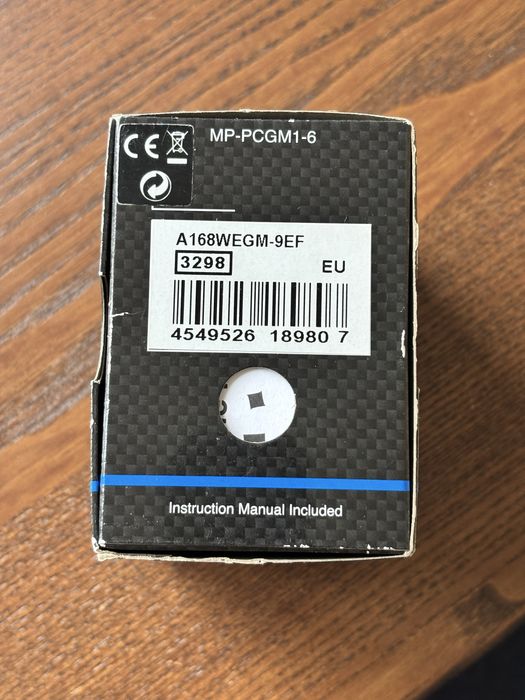 CE
MP-PCGM1-6
A168WEGM-9EF
3298
EU
4549526 18980 7
Instruction Manual Included